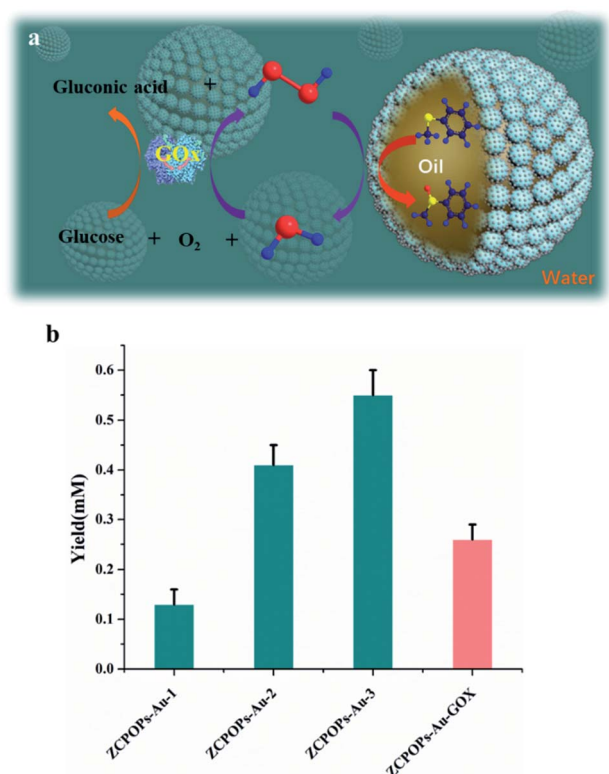 a
Gluconic acid +
GOx
Oil
Glucose + O2 +
Water
b
Yield(mM)
0.6
0.5
0.4
0.3
0.2
0.1
0.0
ZCPOPs-Au-1
ZCPOPs-Au-2
ZCPOPs-Au-3
ZCPOPs-Au-GOX